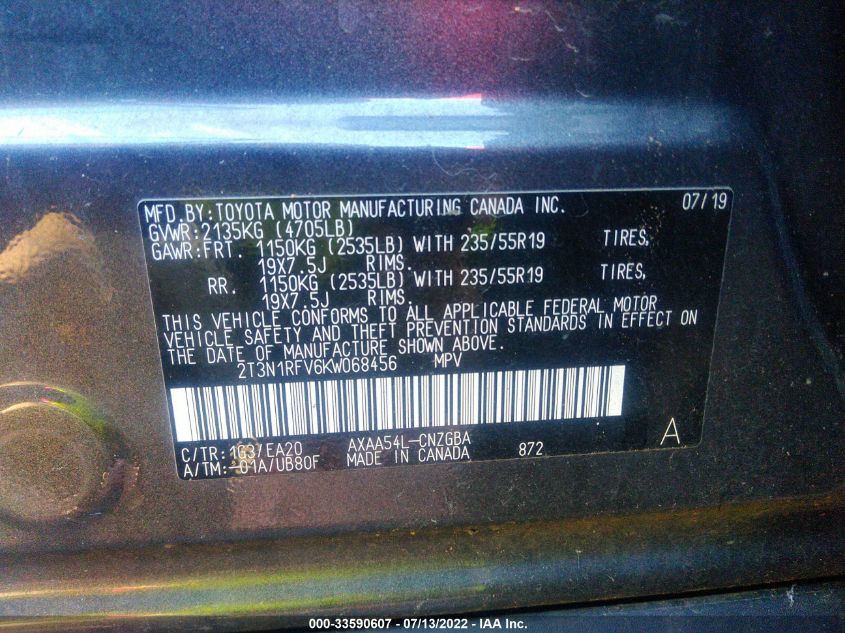 MFD.BY:TOYOTA MOTOR MANUFACTURING CANADA INC. 07/19
GVWR:2135KG (4705LB)
GAWR:FRT. 1150KG (2535LB) WITH 235/55R19 TIRES,
19X7.5J RIMS.
RR. 1150KG (2535LB) WITH 235/55R19 TIRES,
19X7.5J RIMS.
THIS VEHICLE CONFORMS TO ALL APPLICABLE FEDERAL MOTOR
VEHICLE SAFETY AND THEFT PREVENTION STANDARDS IN EFFECT ON
THE DATE OF MANUFACTURE SHOWN ABOVE.
2T3N1RFV6KW068456 MPV
C/TR:1G3/EA20 AXAA54L-CNZGBA A
A/TM:-01A/UB80F MADE IN CANADA 872
000-33590607 - 07/13/2022 - IAA Inc.